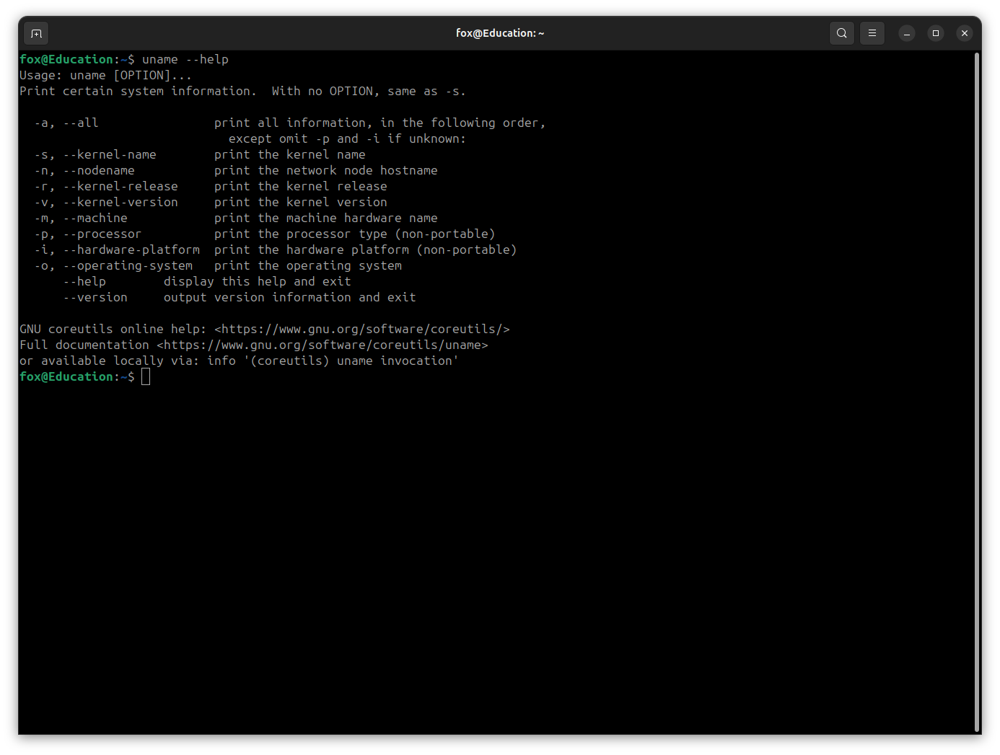 fox@Education: ~
fox@Education:~$ uname --help
Usage: uname [OPTION]...
Print certain system information.  With no OPTION, same as -s.

  -a, --all                print all information, in the following order,
                             except omit -p and -i if unknown:
  -s, --kernel-name        print the kernel name
  -n, --nodename           print the network node hostname
  -r, --kernel-release     print the kernel release
  -v, --kernel-version     print the kernel version
  -m, --machine            print the machine hardware name
  -p, --processor          print the processor type (non-portable)
  -i, --hardware-platform  print the hardware platform (non-portable)
  -o, --operating-system   print the operating system
      --help        display this help and exit
      --version     output version information and exit

GNU coreutils online help: <https://www.gnu.org/software/coreutils/>
Full documentation <https://www.gnu.org/software/coreutils/uname>
or available locally via: info '(coreutils) uname invocation'
fox@Education:~$